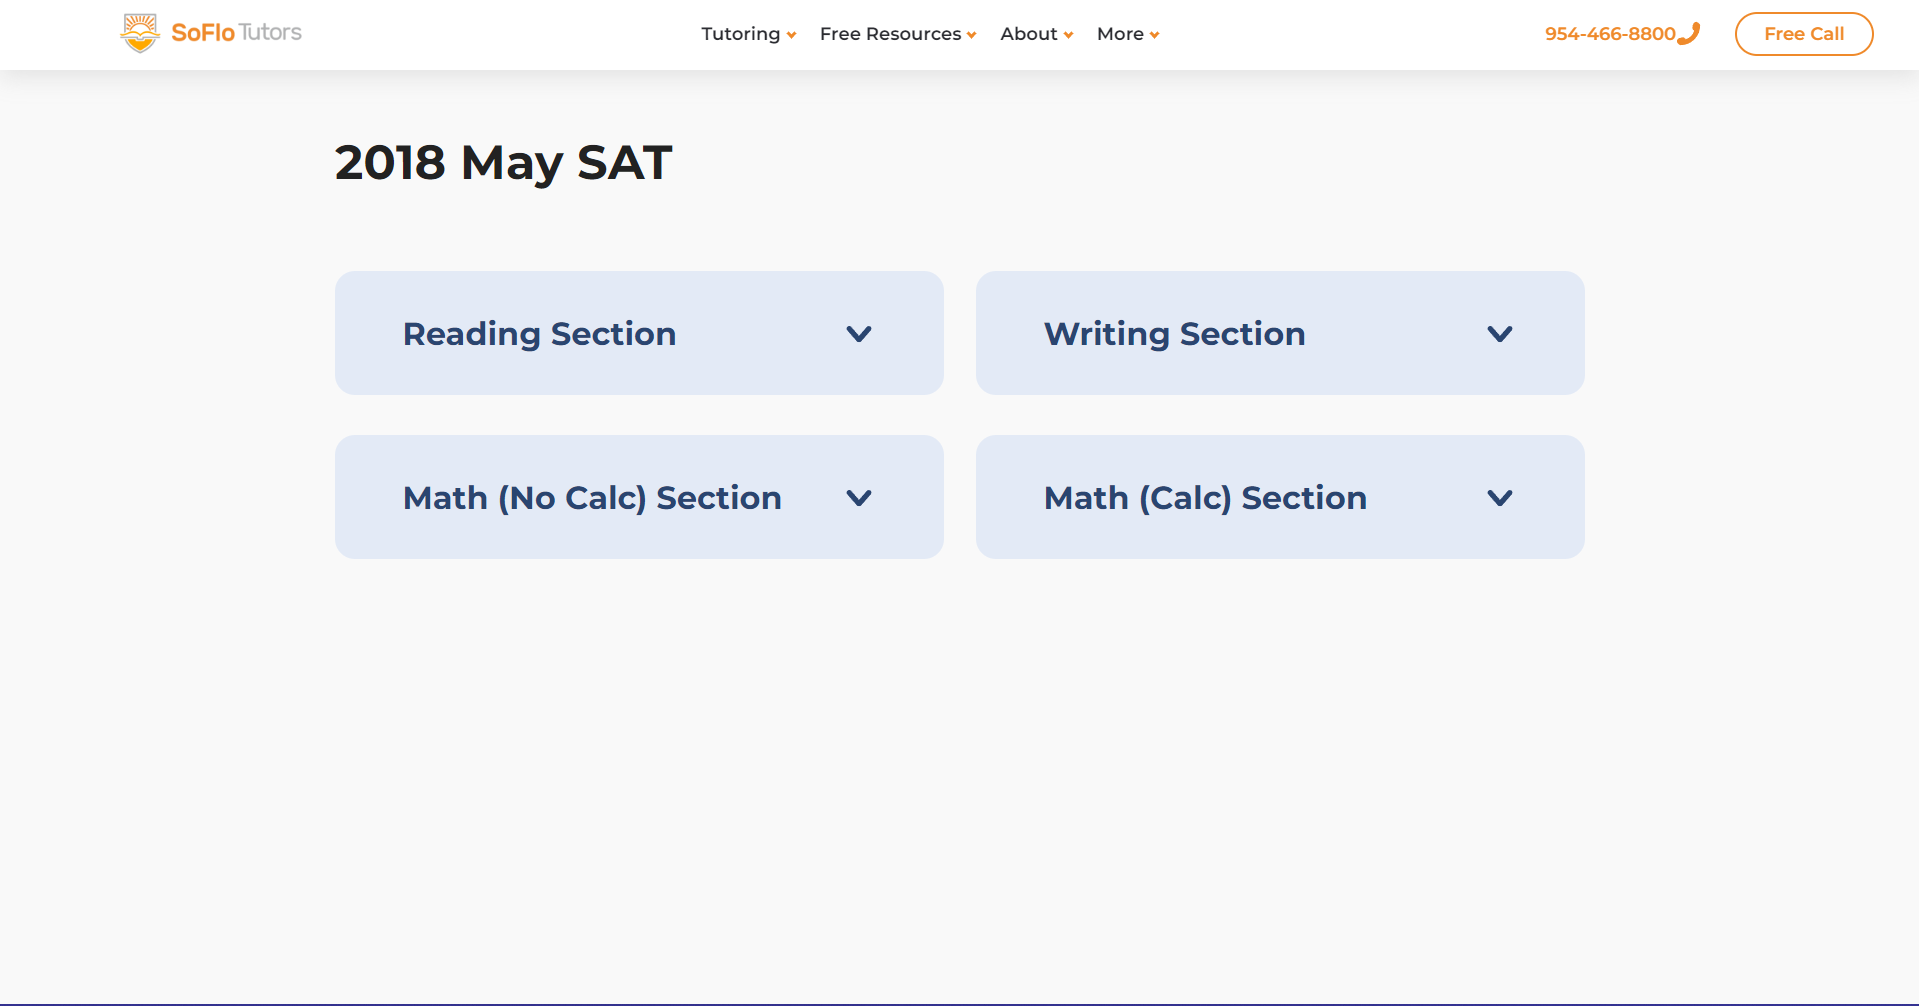 SoFlo Tutors
Tutoring
Free Resources
About
More
954-466-8800
Free Call
2018 May SAT
Reading Section
Writing Section
Math (No Calc) Section
Math (Calc) Section